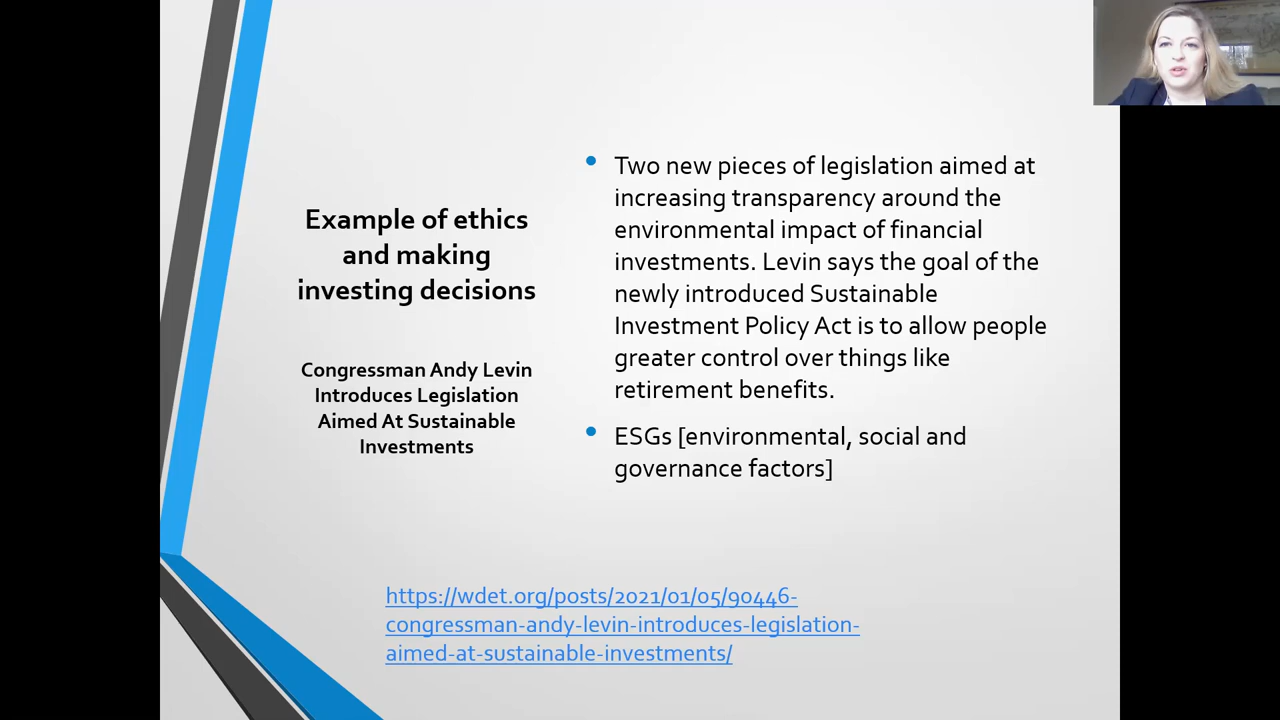 Example of ethics
and making
investing decisions
Congressman Andy Levin
Introduces Legislation
Aimed At Sustainable
Investments
Two new pieces of legislation aimed at
increasing transparency around the
environmental impact of financial
investments. Levin says the goal of the
newly introduced Sustainable
Investment Policy Act is to allow people
greater control over things like
retirement benefits.
ESGs [environmental, social and
governance factors]
https://wdet.org/posts/2021/01/05/90446-
congressman-andy-levin-introduces-legislation-
aimed-at-sustainable-investments/